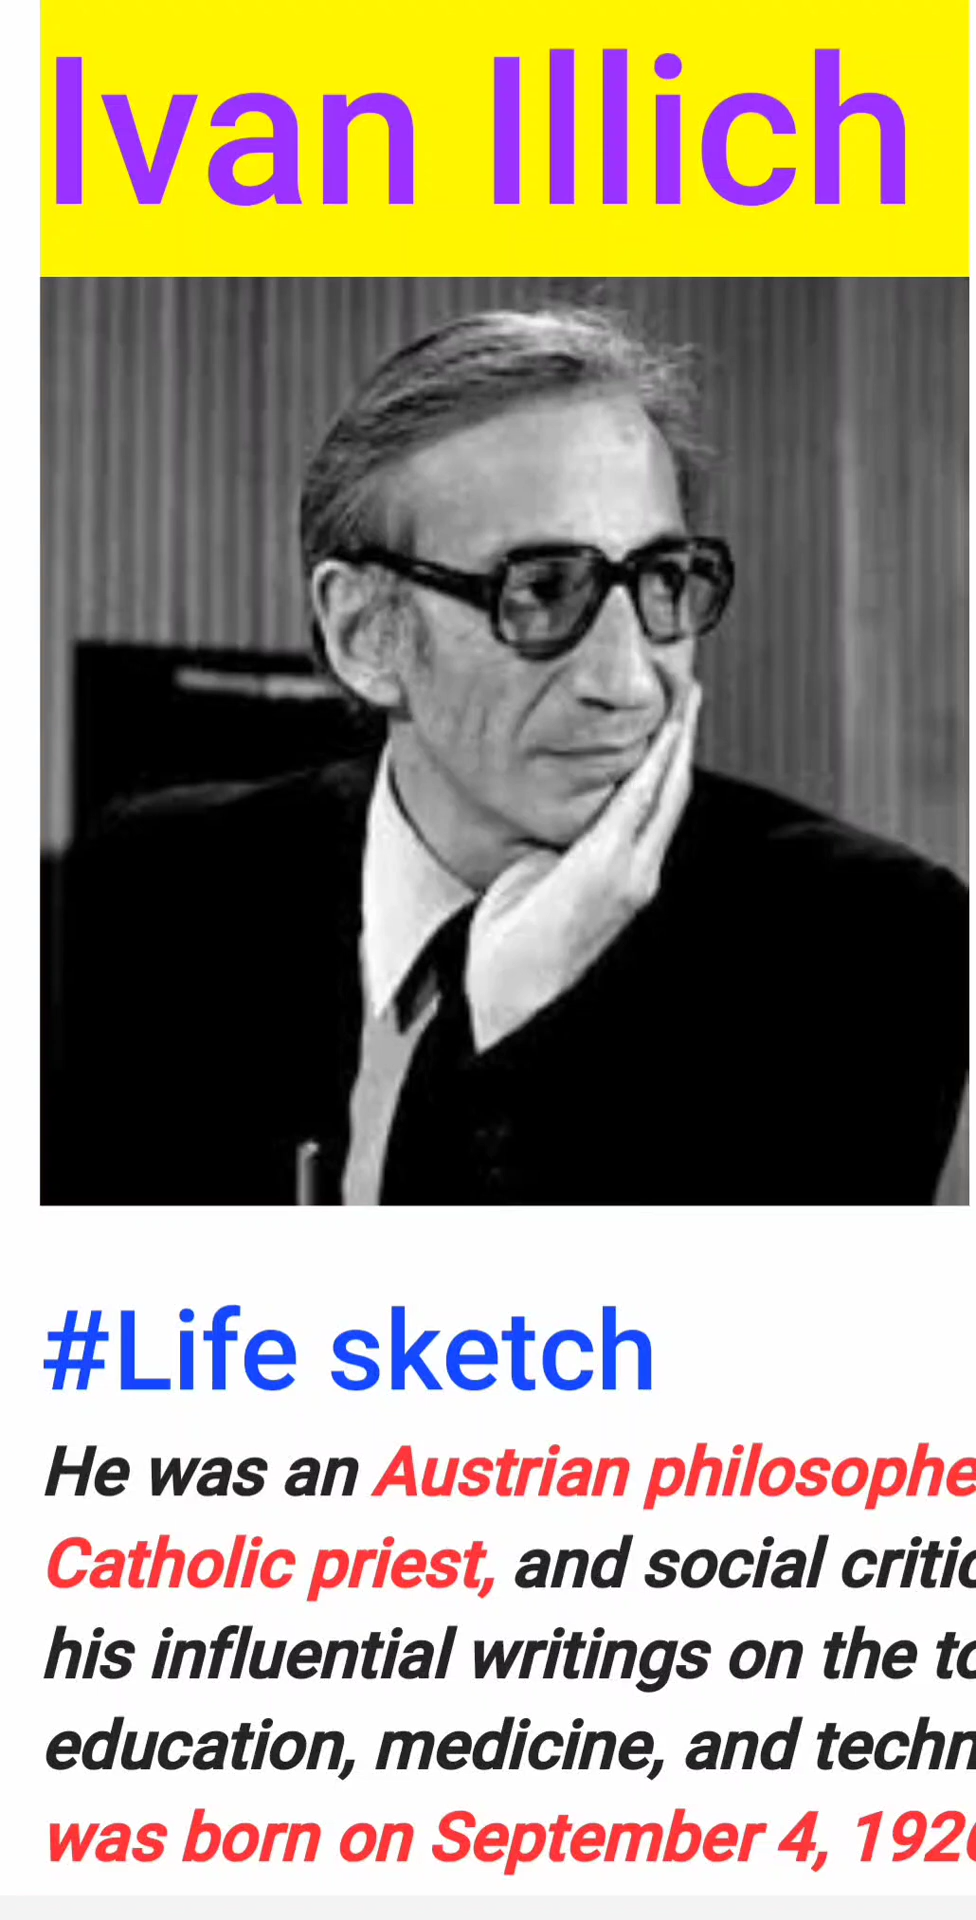 Ivan Illich
#Life sketch
He was an Austrian philosophe
Catholic priest, and social critic
his influential writings on the to
education, medicine, and techn
was born on September 4, 192